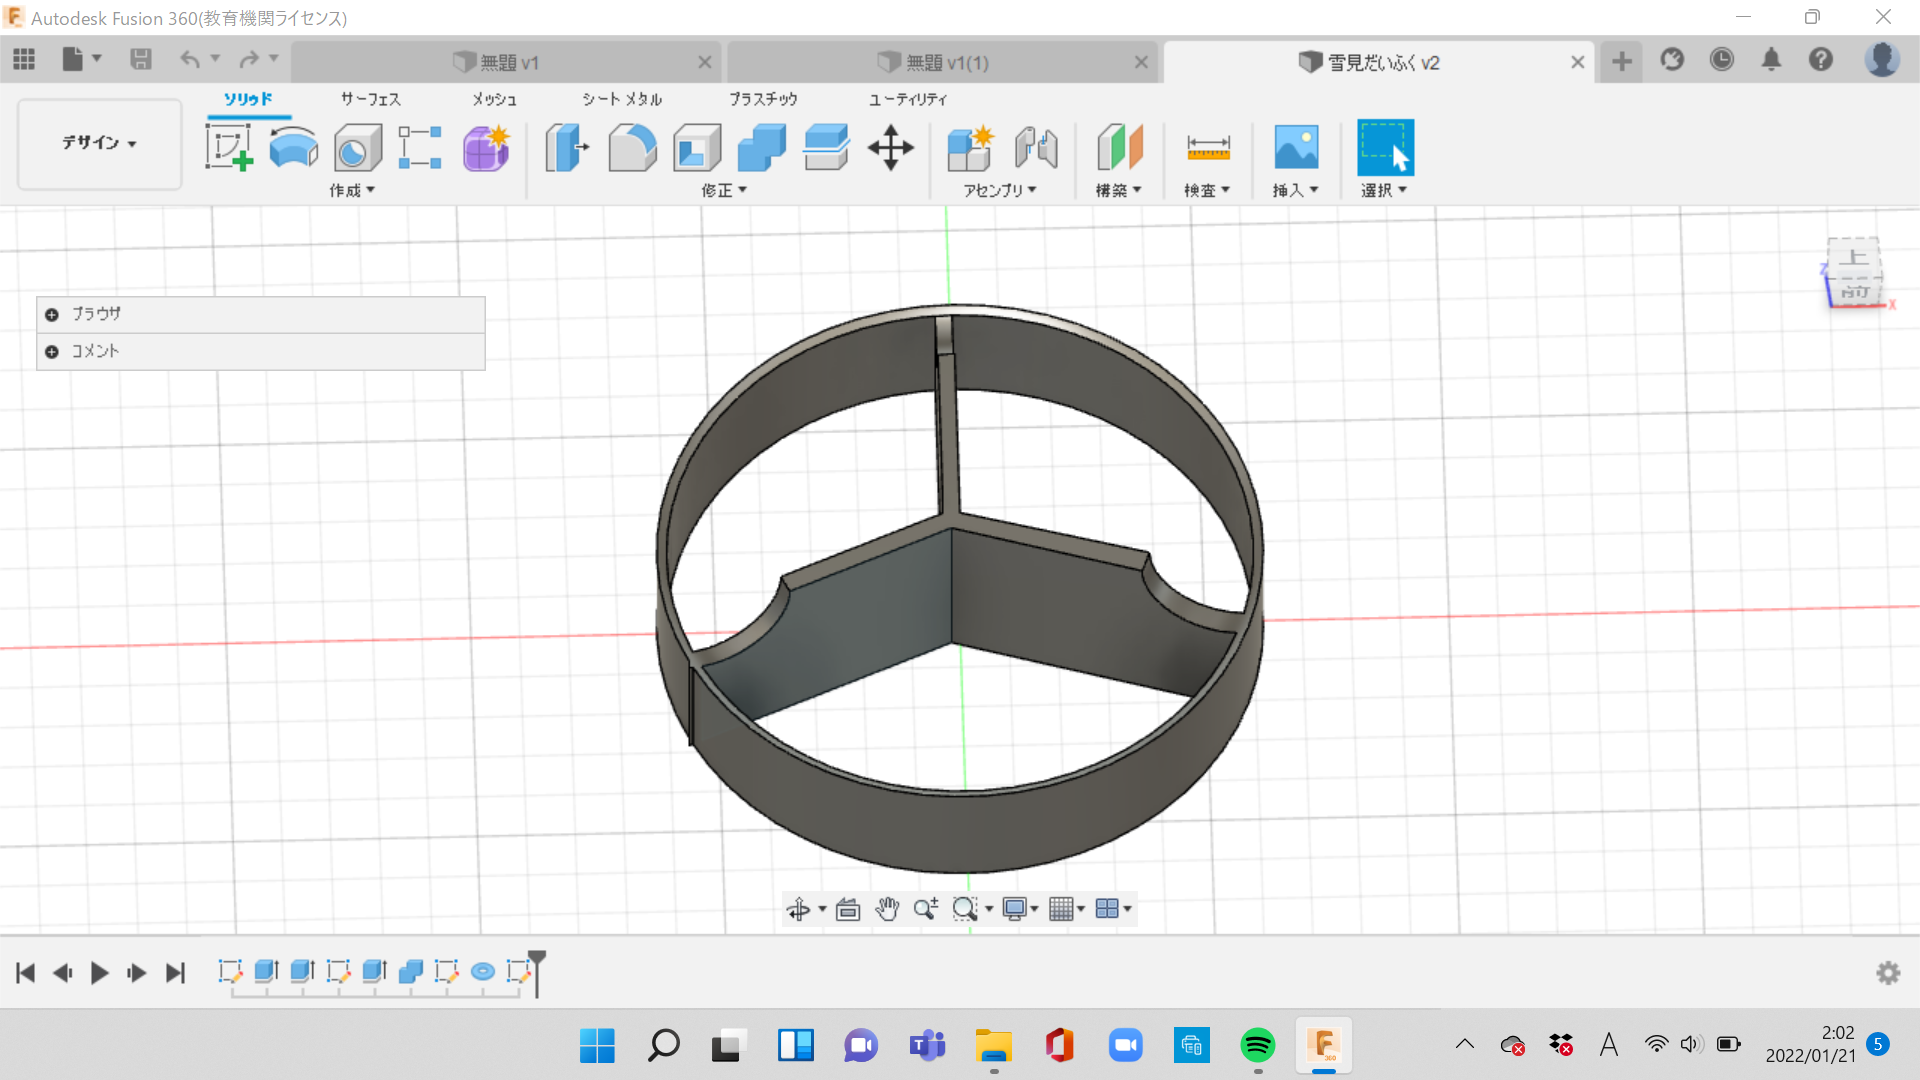 Autodesk Fusion 360(教育機関ライセンス)
無題 v1
無題 v1(1)
雪見だいふく v2
デザイン
ソリッド
サーフェス
メッシュ
シート メタル
プラスチック
ユーティリティ
作成
修正
アセンブリ
構築
検査
挿入
選択
ブラウザ
コメント
上
前
Z
X
A
2:02
2022/01/21
5